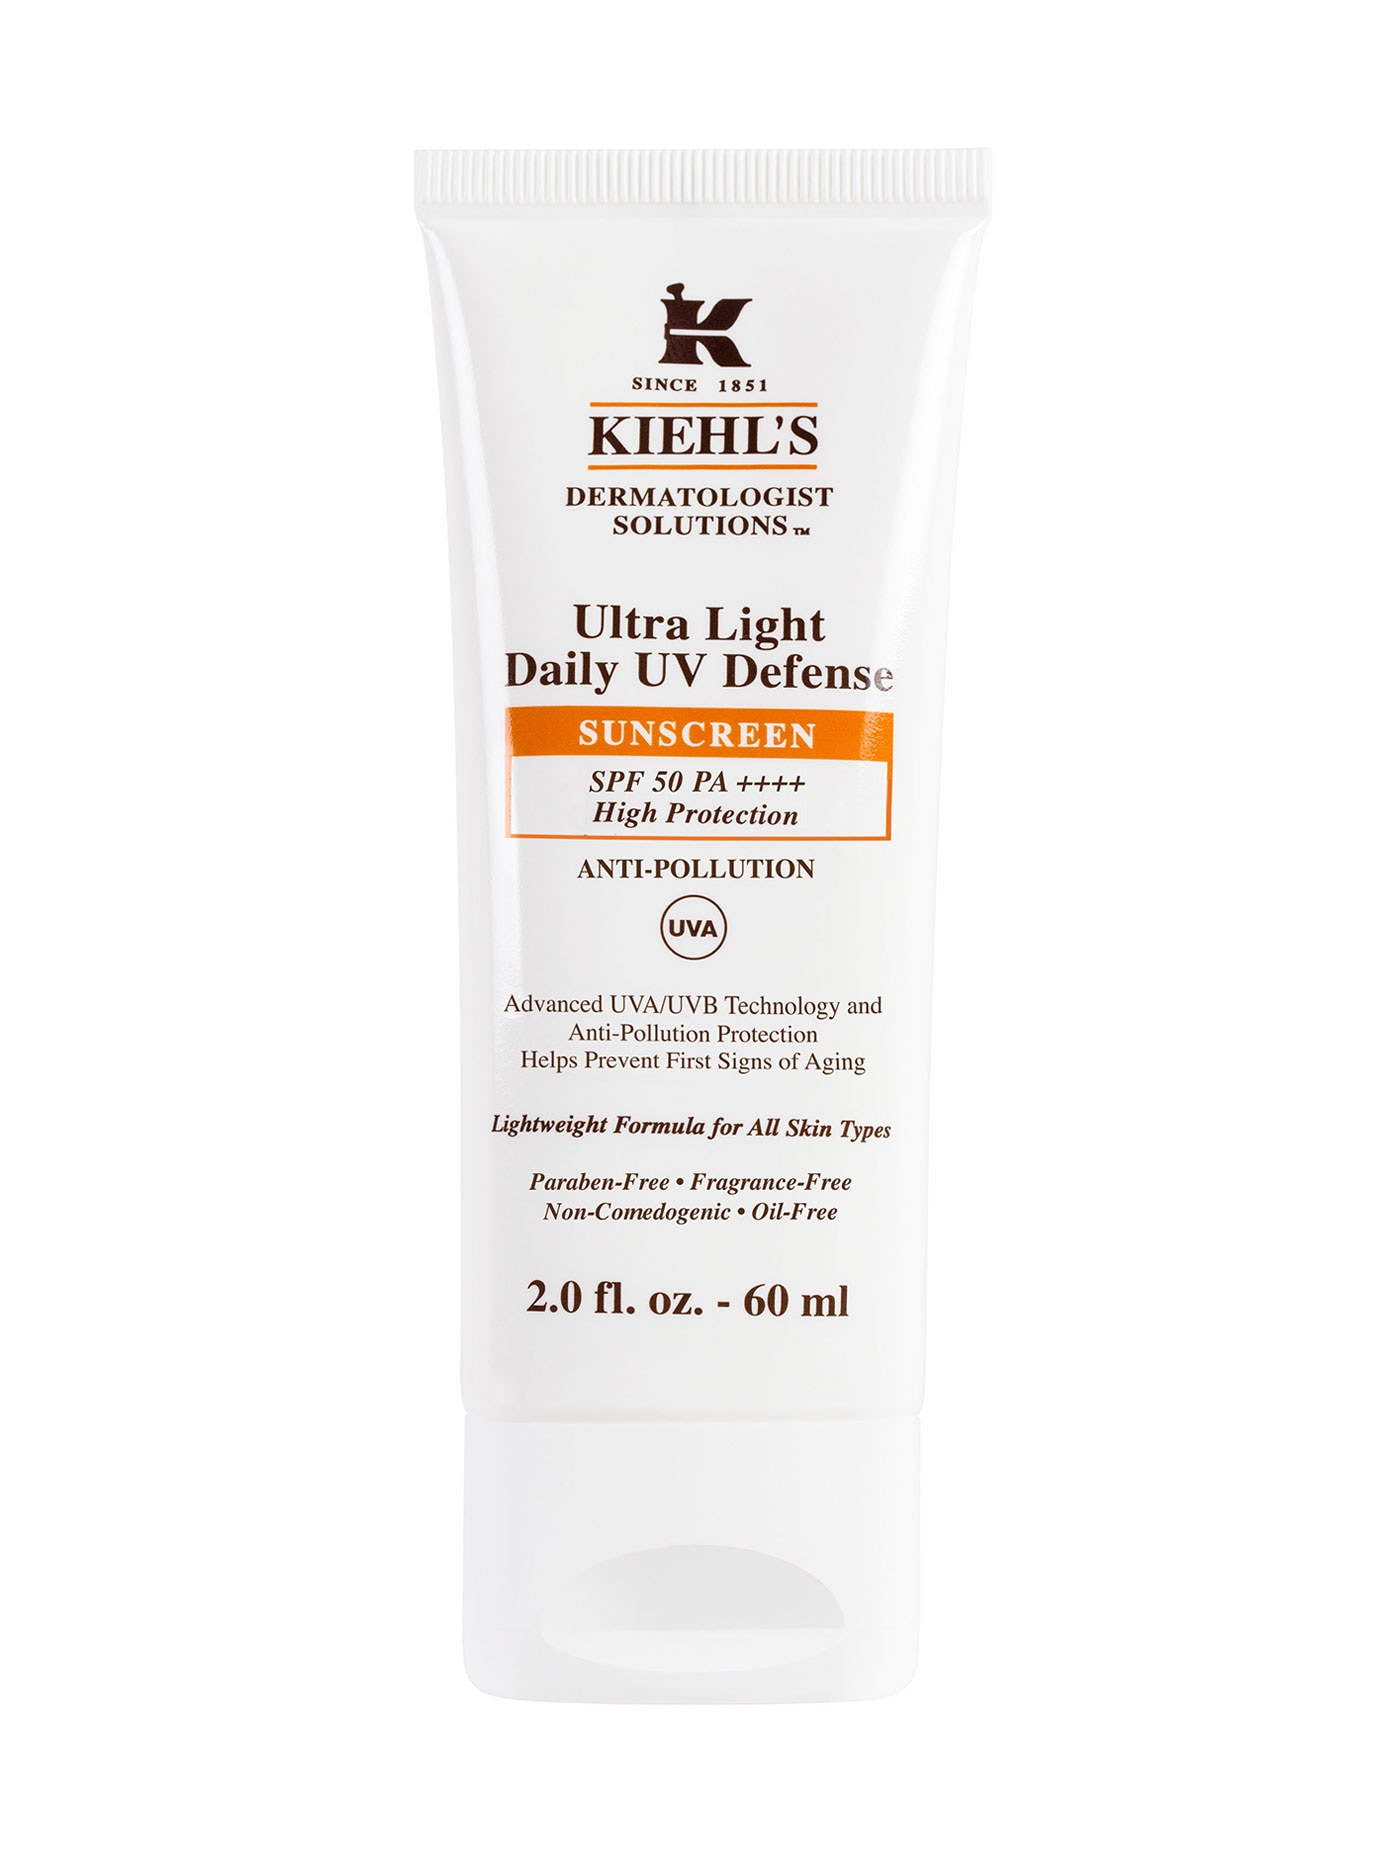 K
SINCE 1851
KIEHL'S
DERMATOLOGIST
SOLUTIONS™
Ultra Light
Daily UV Defense
SUNSCREEN
SPF 50 PA ++++
High Protection
ANTI-POLLUTION
UVA
Advanced UVA/UVB Technology and
Anti-Pollution Protection
Helps Prevent First Signs of Aging
Lightweight Formula for All Skin Types
Paraben-Free • Fragrance-Free
Non-Comedogenic • Oil-Free
2.0 fl. oz. - 60 ml